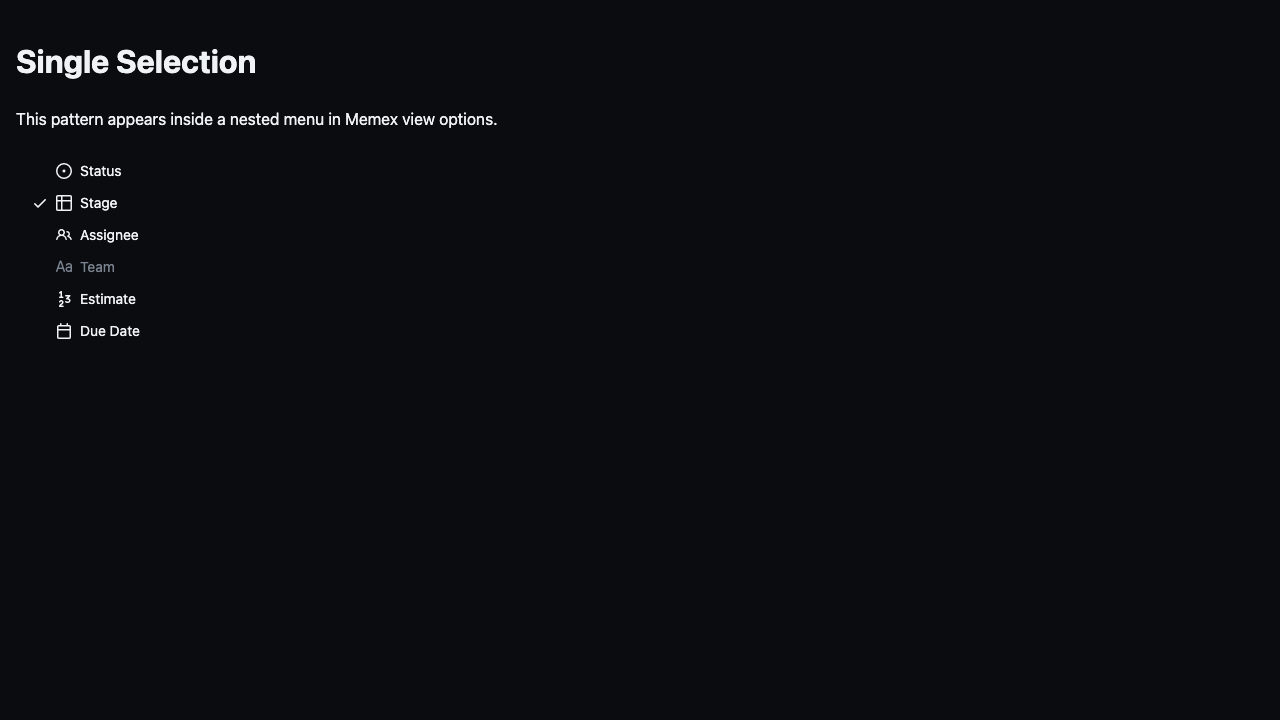 Single Selection
This pattern appears inside a nested menu in Memex view options.
Status
Stage
Assignee
Aa Team
Estimate
Due Date